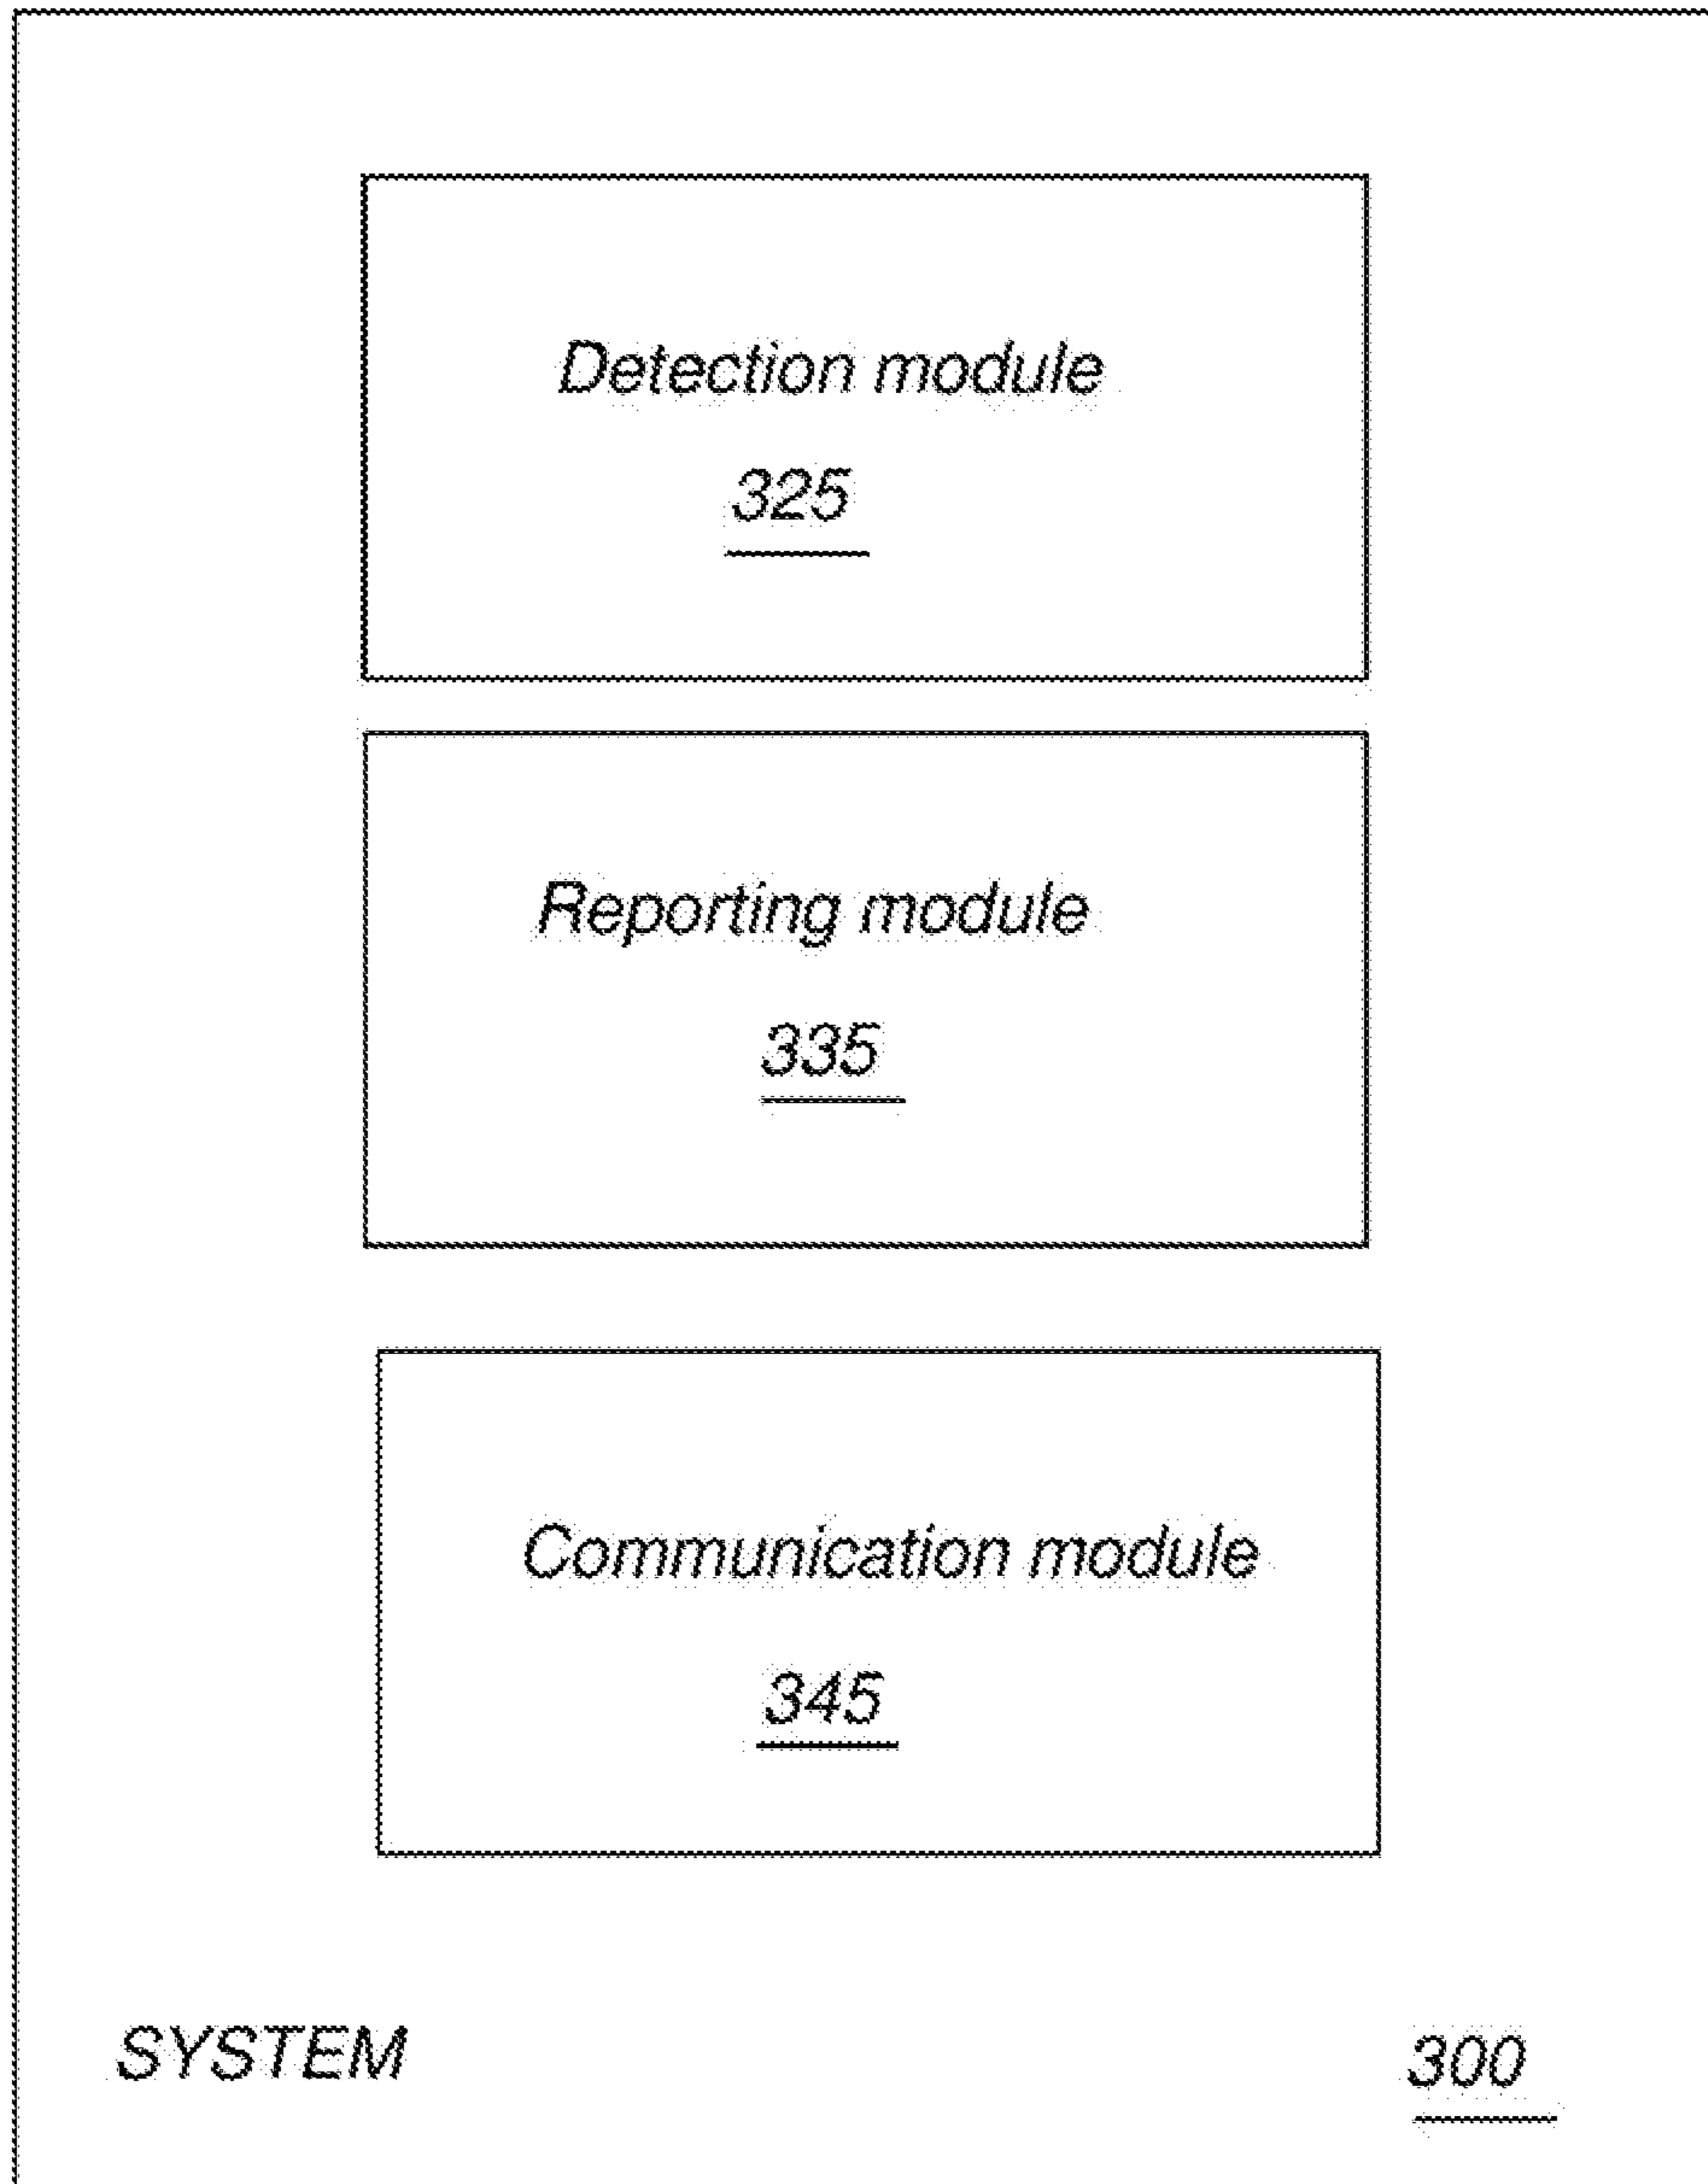 Detection module
325
Reporting module
335
Communication module
345
SYSTEM
300